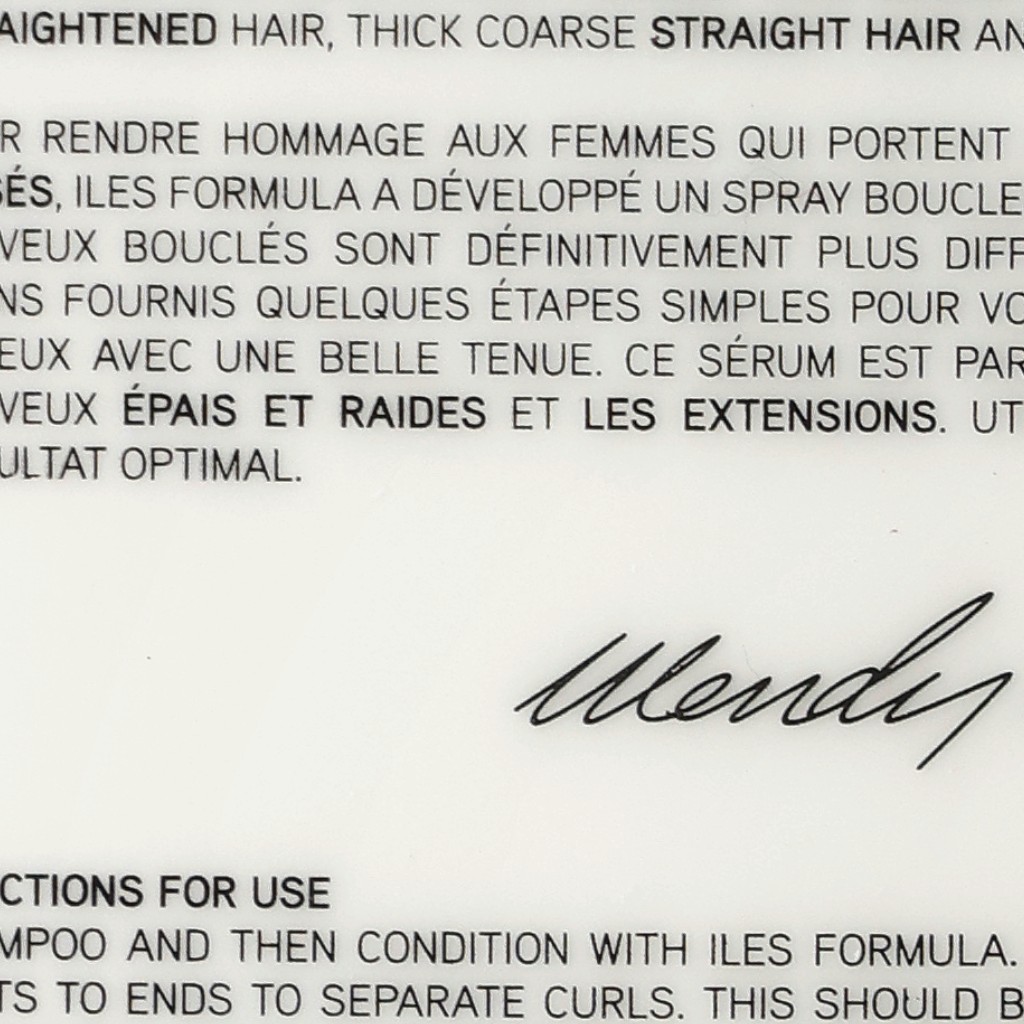 AIGHTENED HAIR, THICK COARSE STRAIGHT HAIR AN
R RENDRE HOMMAGE AUX FEMMES QUI PORTENT
SÉS, ILES FORMULA A DÉVELOPPÉ UN SPRAY BOUCLE
VEUX BOUCLÉS SONT DÉFINITIVEMENT PLUS DIFF
NS FOURNIS QUELQUES ÉTAPES SIMPLES POUR VO
EUX AVEC UNE BELLE TENUE. CE SÉRUM EST PAR
VEUX ÉPAIS ET RAIDES ET LES EXTENSIONS. UT
ULTAT OPTIMAL.
Wendy
CTIONS FOR USE
MPOO AND THEN CONDITION WITH ILES FORMULA.
TS TO ENDS TO SEPARATE CURLS. THIS SHOULD B